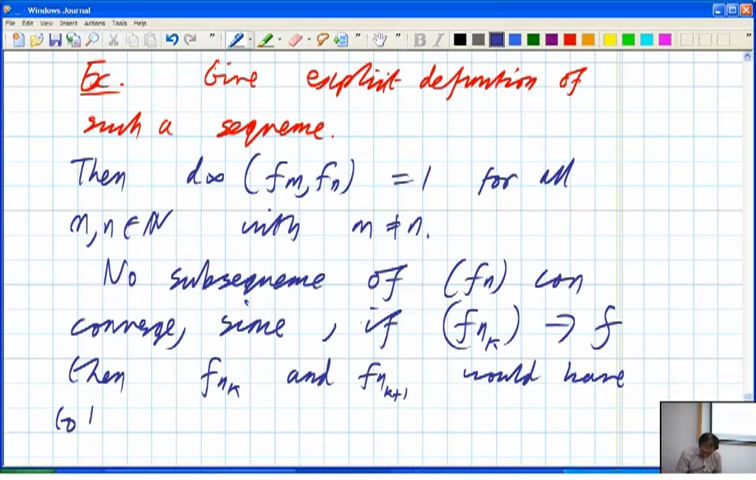 Windows Journal
File Edit View Insert Actions Tools Help
Ex. Give explicit definition of
such a sequence.
Then d∞ (fm, fn) = 1 for all
m, n ∈ ℕ with m ≠ n.
No subsequence of (fn) can
converge, since, if (fnₖ) → f
then fnₖ and fnₖ₊₁ would have
to